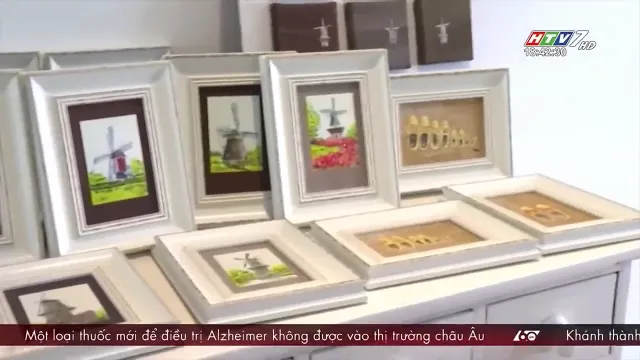 HTV7 HD
18:42:30
Một loại thuốc mới để điều trị Alzheimer không được vào thị trường châu Âu
60 Khánh thành